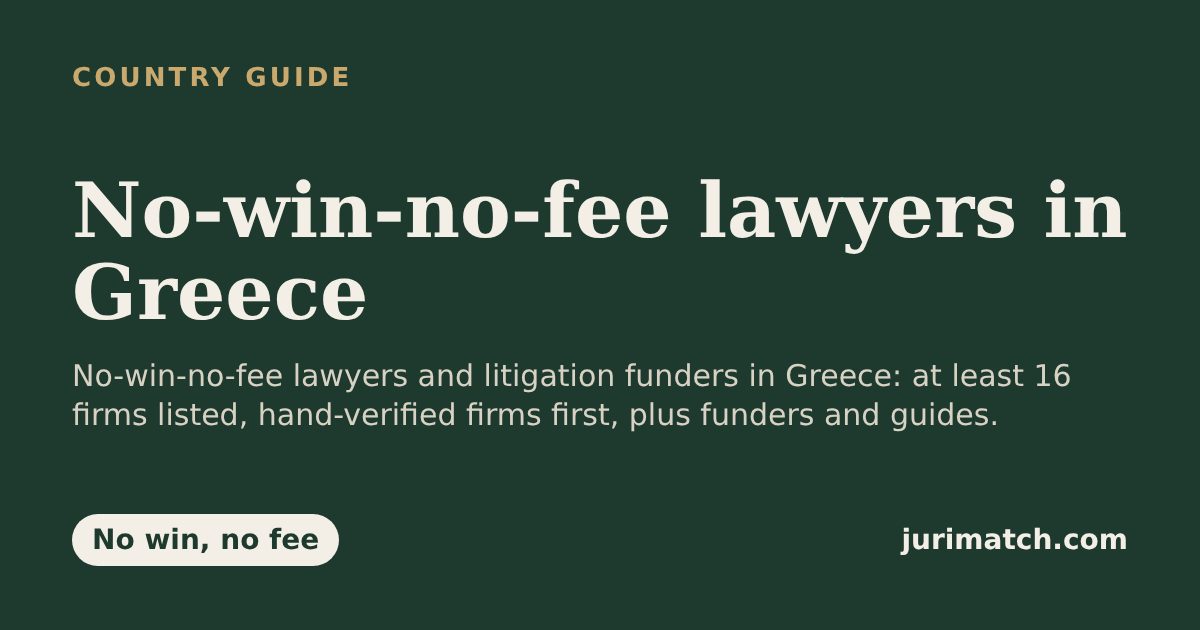 COUNTRY GUIDE
No-win-no-fee lawyers in
Greece
No-win-no-fee lawyers and litigation funders in Greece: at least 16
firms listed, hand-verified firms first, plus funders and guides.
No win, no fee
jurimatch.com